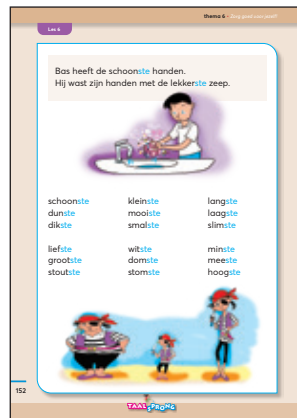 thema 6 - Zorg goed voor jezelf!
Les 6
Bas heeft de schoonste handen.
Hij wast zijn handen met de lekkerste zeep.
schoonste kleinste langste
dunste mooiste laagste
dikste smalste slimste
liefste witste minste
grootste domste meeste
stoutste stomste hoogste
152
TAAL SPRONG